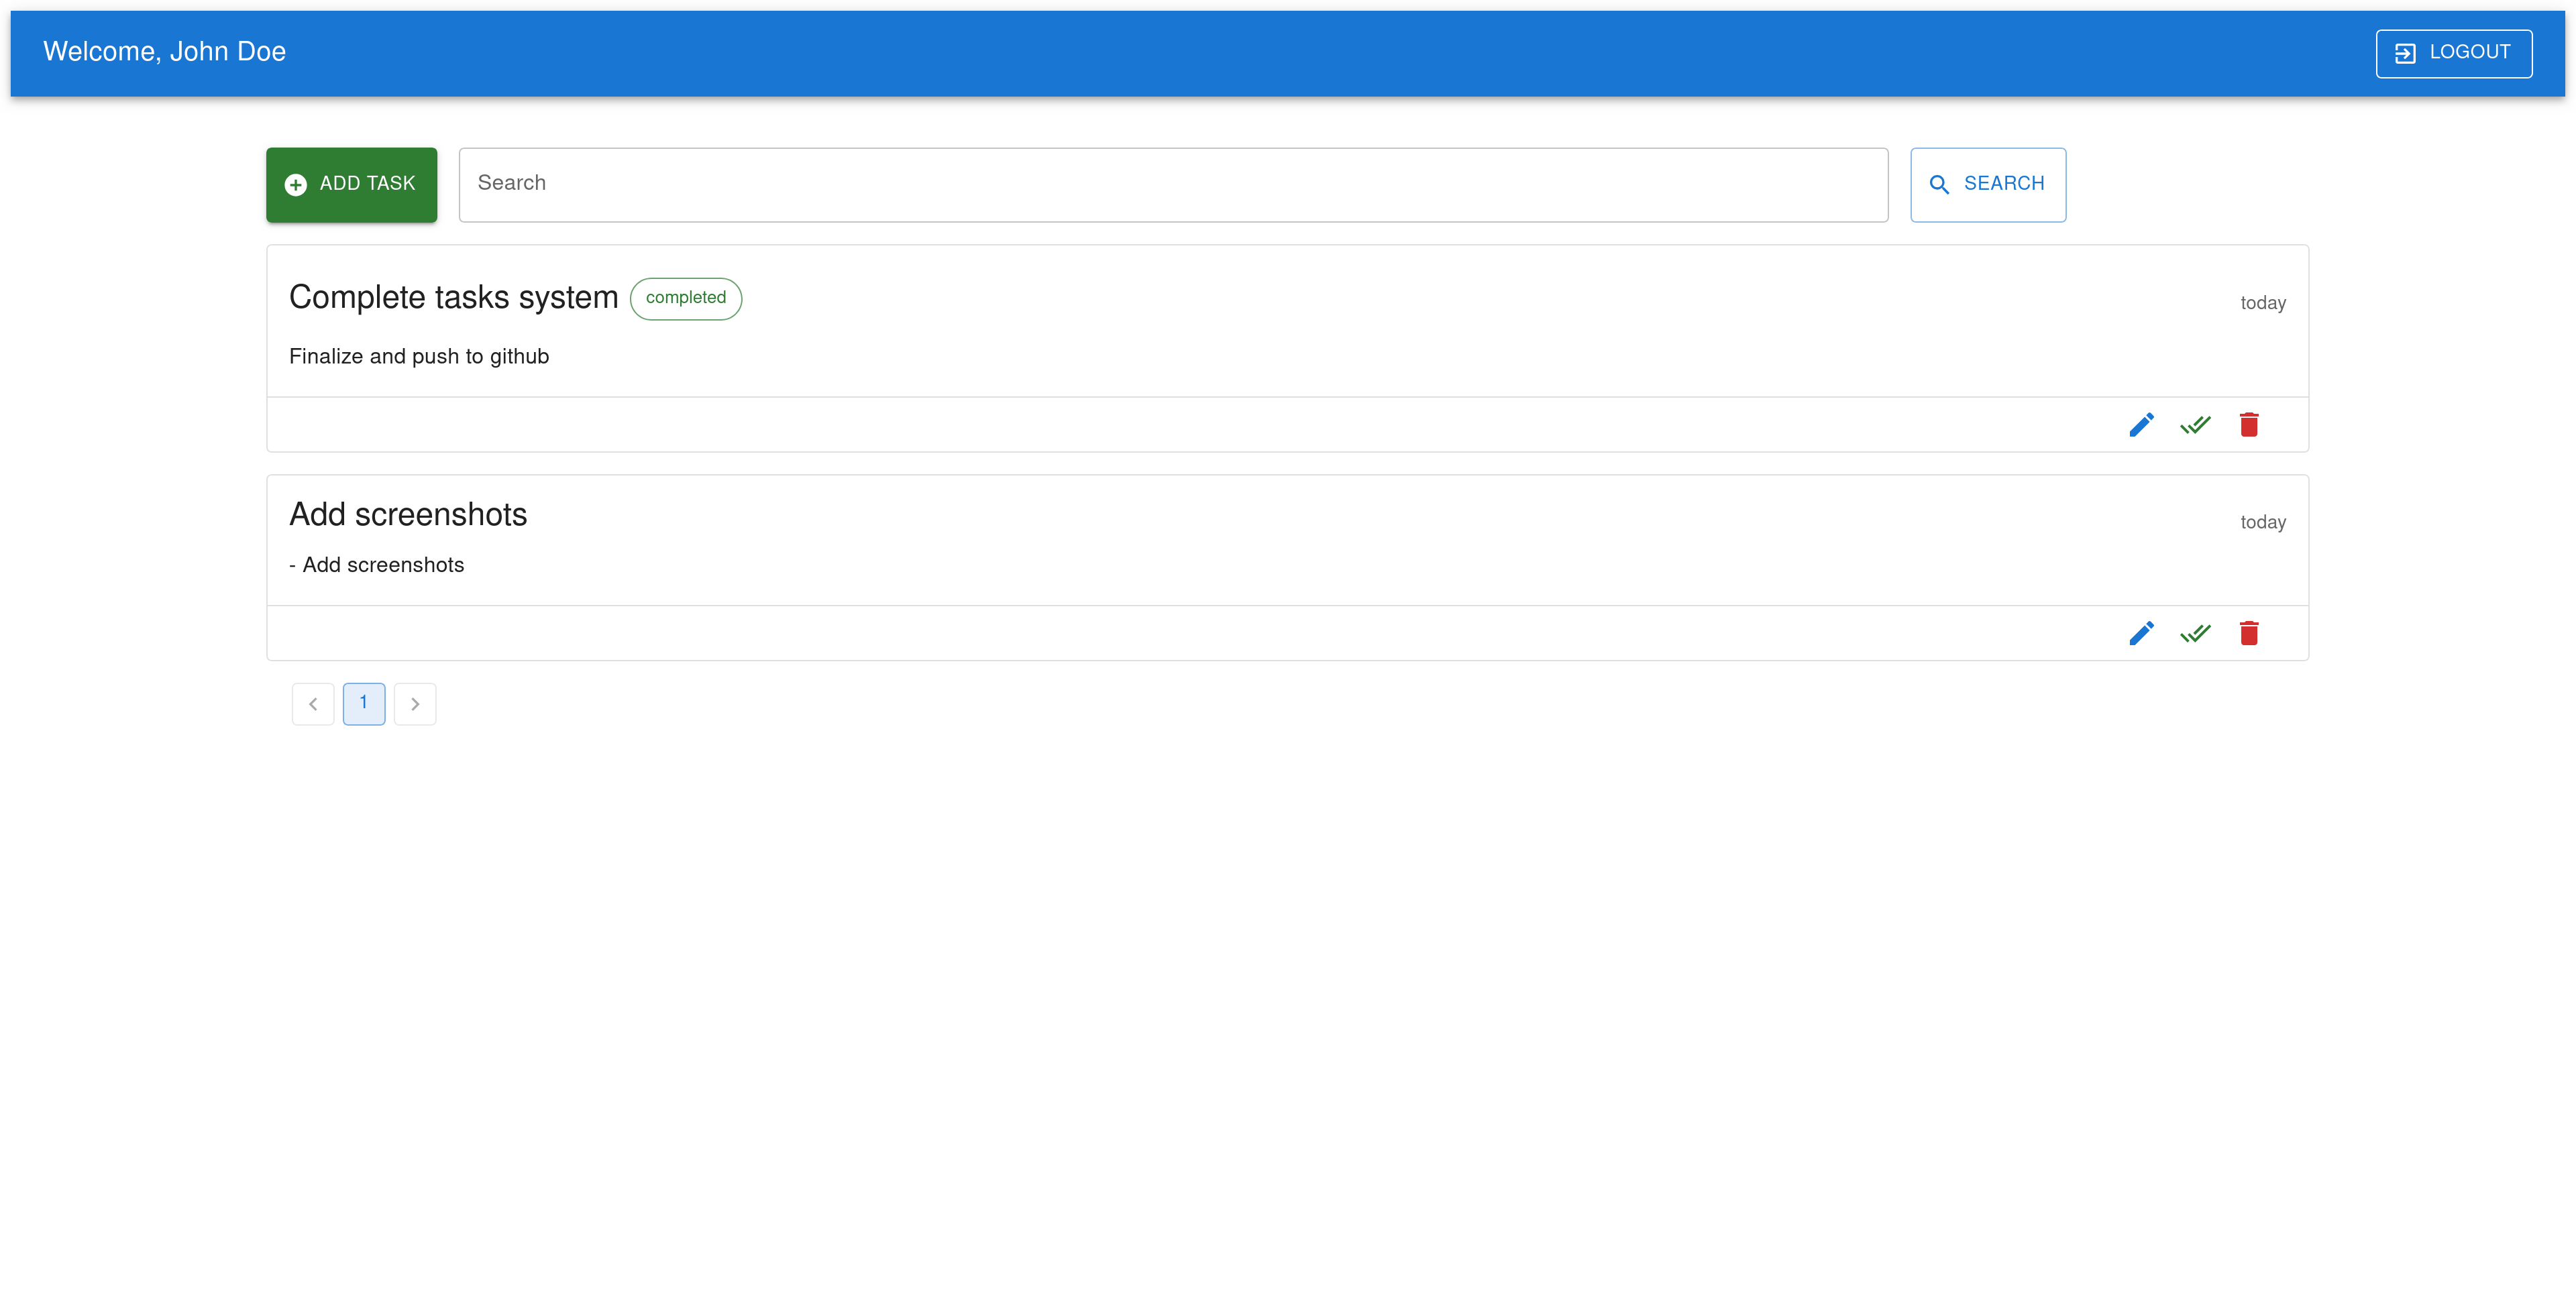 Welcome, John Doe
LOGOUT
ADD TASK
Search
SEARCH
Complete tasks system
completed
today
Finalize and push to github
Add screenshots
today
- Add screenshots
1